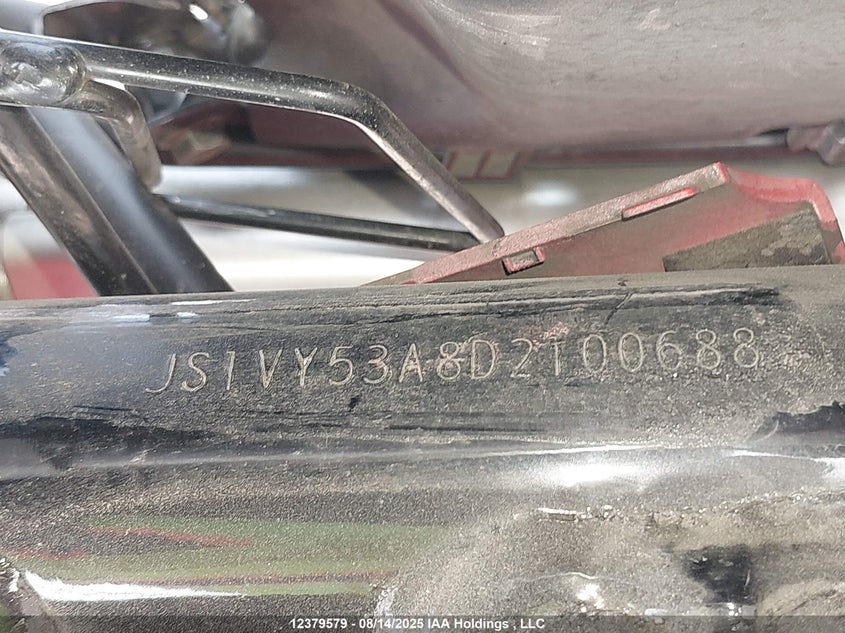 JS1VY53A8D2100688
12379579 - 08/14/2025 IAA Holdings , LLC